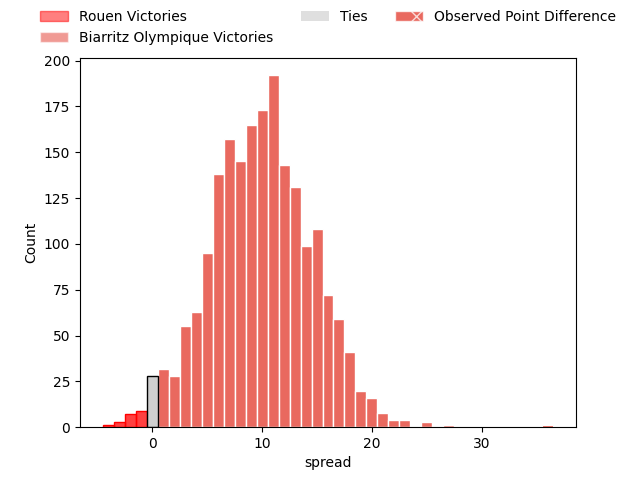 Rouen Victories
Ties
Observed Point Difference
Biarritz Olympique Victories
200
175
150
125
100
75
50
25
0
Count
0
10
20
30
spread